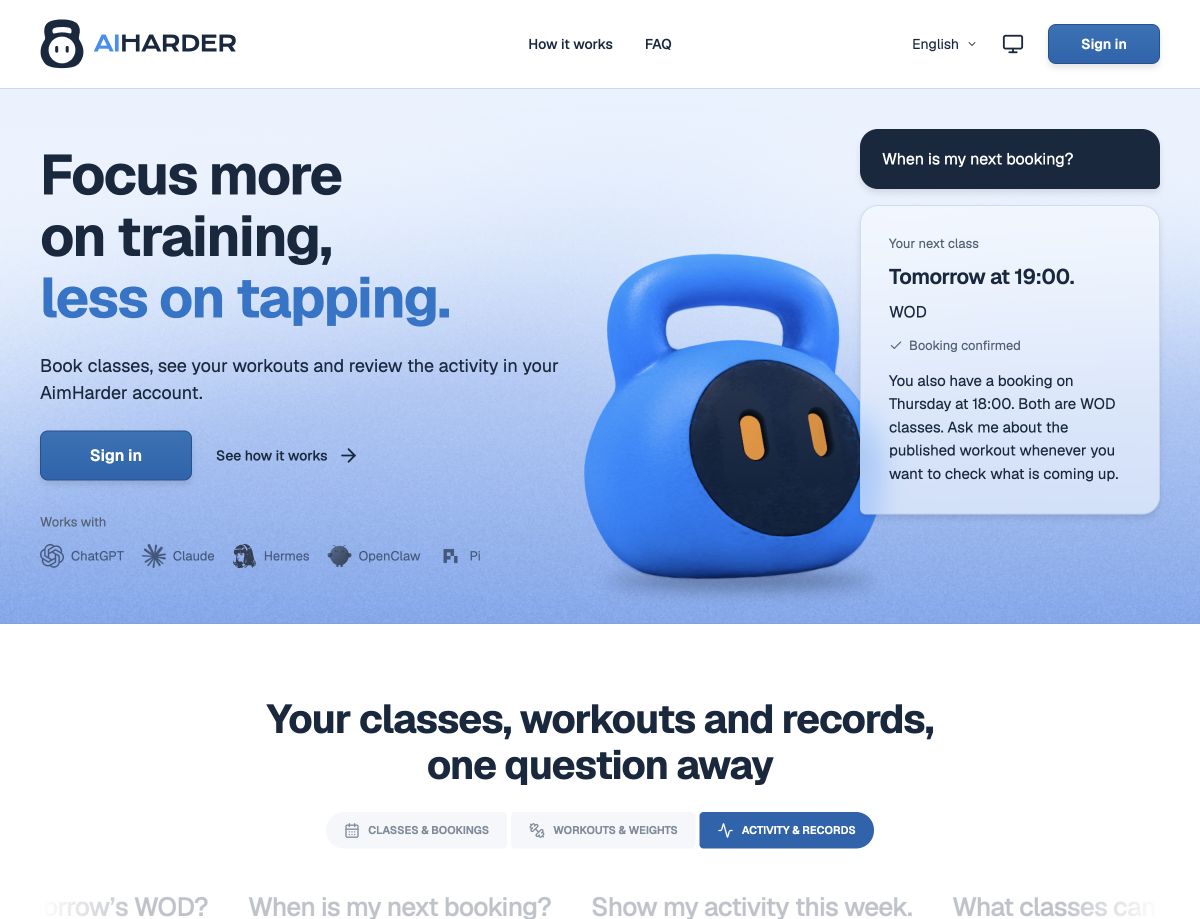 AIHARDER
How it works
FAQ
English
Sign in
Focus more
on training,
less on tapping.
Book classes, see your workouts and review the activity in your
AimHarder account.
Sign in
See how it works
Works with
ChatGPT
Claude
Hermes
OpenClaw
Pi
When is my next booking?
Your next class
Tomorrow at 19:00.
WOD
Booking confirmed
You also have a booking on
Thursday at 18:00. Both are WOD
classes. Ask me about the
published workout whenever you
want to check what is coming up.
Your classes, workouts and records,
one question away
CLASSES & BOOKINGS
WORKOUTS & WEIGHTS
ACTIVITY & RECORDS
orrow's WOD?
When is my next booking?
Show my activity this week.
What classes can